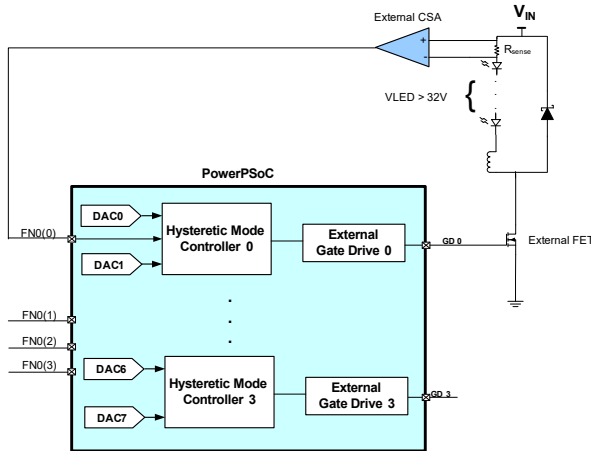 External CSA
V_IN
+
-
R_sense
VLED > 32V
{
PowerPSoC
DAC0
FN0(0)
Hysteretic Mode
Controller 0
External
Gate Drive 0
GD 0
External FET
DAC1
.
.
.
FN0(1)
FN0(2)
FN0(3)
DAC6
Hysteretic Mode
Controller 3
External
Gate Drive 3
GD 3
DAC7